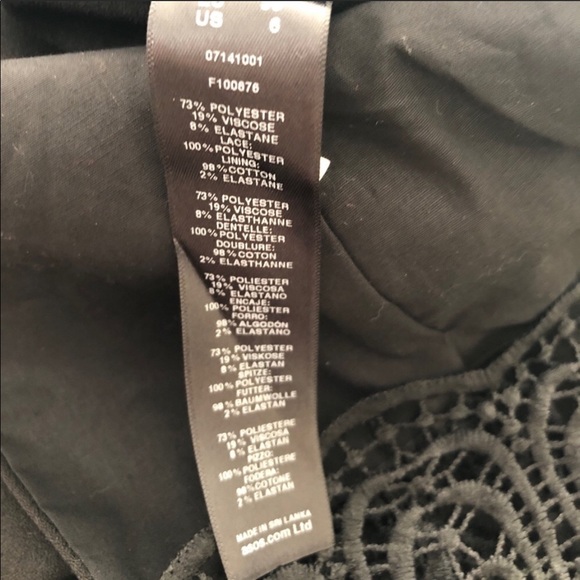 US 6
07141001
F100676
73% POLYESTER
19% VISCOSE
8% ELASTANE
LACE:
100% POLYESTER
LINING:
98% COTTON
2% ELASTANE
73% POLYESTER
19% VISCOSE
8% ELASTHANNE
DENTELLE:
100% POLYESTER
DOUBLURE:
98% COTON
2% ELASTHANNE
73% POLIÉSTER
19% VISCOSA
8% ELASTANO
ENCAJE:
100% POLIESTER
FORRO:
98% ALGODÓN
2% ELASTANO
73% POLYESTER
19% VISKOSE
8% ELASTAN
SPITZE:
100% POLYESTER
FUTTER:
98% BAUMWOLLE
2% ELASTAN
73% POLIESTERE
19% VISCOSA
8% ELASTAN
PIZZO:
100% POLIESTERE
FODERA:
98% COTONE
2% ELASTAN
MADE IN SRI LANKA
asos.com Ltd